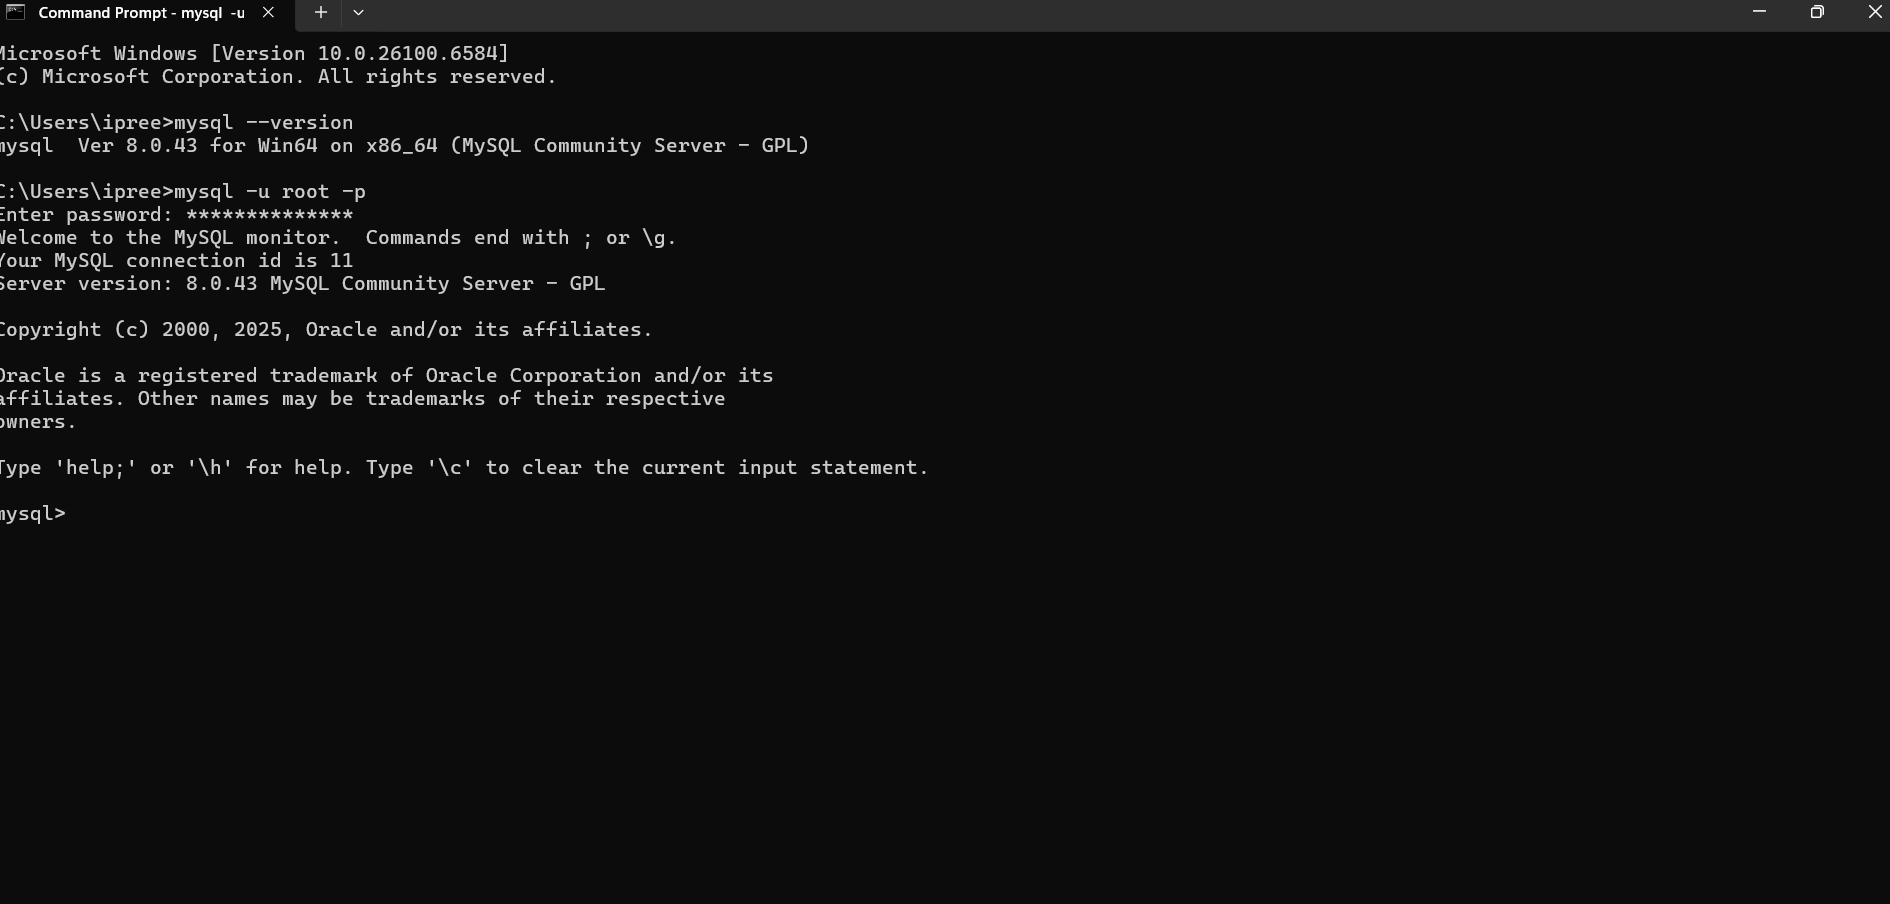 Command Prompt - mysql -u
Microsoft Windows [Version 10.0.26100.6584]
(c) Microsoft Corporation. All rights reserved.
C:\Users\ipree>mysql --version
mysql  Ver 8.0.43 for Win64 on x86_64 (MySQL Community Server - GPL)
C:\Users\ipree>mysql -u root -p
Enter password: **************
Welcome to the MySQL monitor.  Commands end with ; or \g.
Your MySQL connection id is 11
Server version: 8.0.43 MySQL Community Server - GPL
Copyright (c) 2000, 2025, Oracle and/or its affiliates.
Oracle is a registered trademark of Oracle Corporation and/or its
affiliates. Other names may be trademarks of their respective
owners.
Type 'help;' or '\h' for help. Type '\c' to clear the current input statement.
mysql>